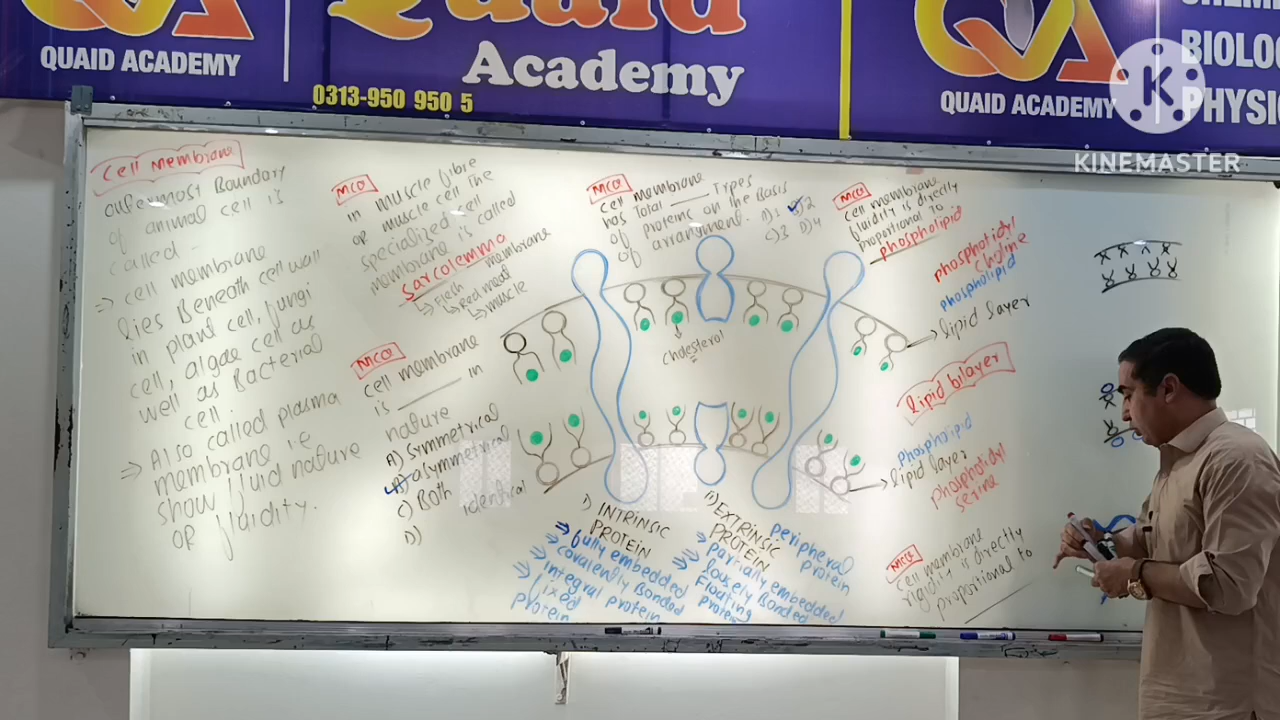 QUAID ACADEMY
Quaid
Academy
0313-950 950 5
QUAID ACADEMY
BIOLO
PHYSI
K
KINEMASTER
Cell Membrane
outermost Boundary
of animal cell is
called -
⇒ cell membrane
lies Beneath cell wall
in plant cell, fungi
cell, algae cell as
well as Bacterial
cell.
⇒ Also called plasma
membrane ie
show fluid nature
OR fluidity.
MCQ
in muscle fibre
or muscle cell the
specialized cell
membrane is called
sarcolemma
↳ Flesh membrane
↳ Red meat
↳ muscle
MCQ
cell membrane
is ____ in
nature
A) Symmetrical
B) asymmetrical
C) Both identical
D)
MCQ
cell membrane
has Total ____ Types
of proteins on the Basis
of arrangement. A) 1 B) 2
C) 3 D) 4
cholesterol
MCQ
cell membrane
fluidity is directly
proportional to
phospholipid
phosphotidyl
choline
phospholipid
→ lipid layer
lipid bilayer
phospholipid
→ lipid layer
phosphotidyl
serine
i) INTRINSIC
PROTEIN
⇒ fully embedded
⇒ covalently Bonded
⇒ integral protein
⇒ fixed
protein
ii) EXTRINSIC
PROTEIN
peripheral
protein
⇒ partially embedded
⇒ loosely Bonded
⇒ Floating
protein
MCQ
cell membrane
rigidity is directly
proportional to